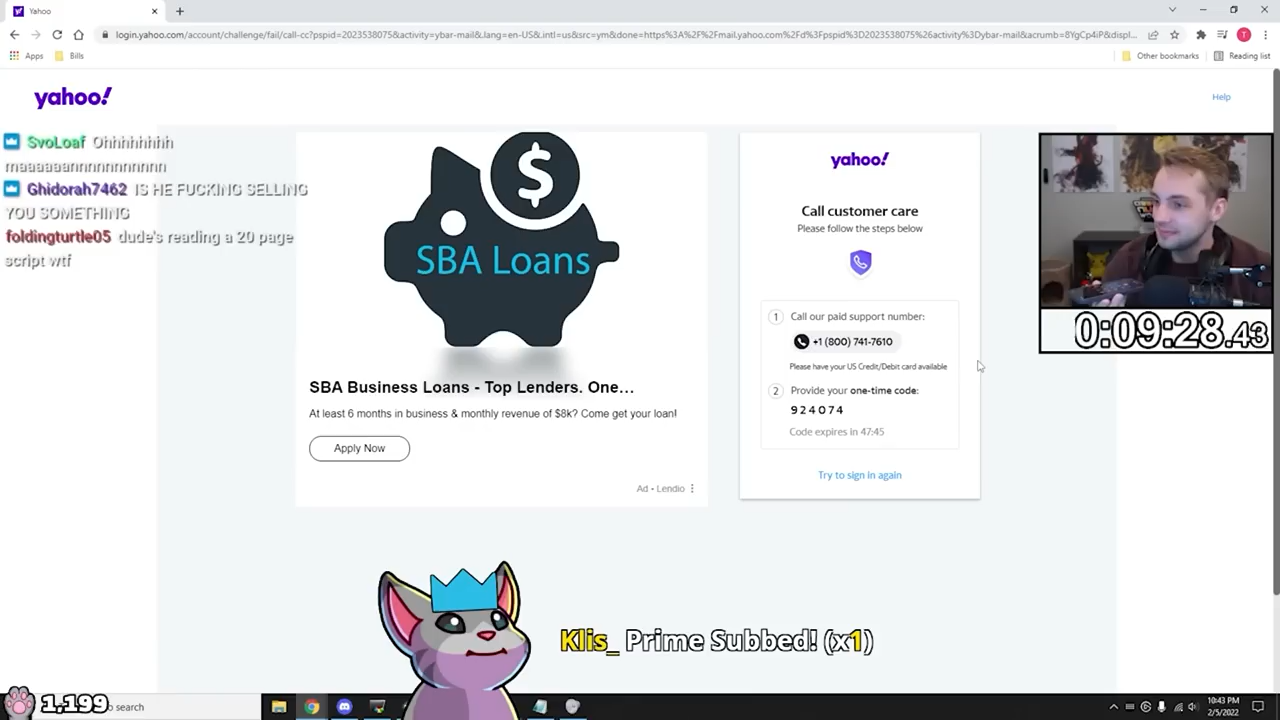 Yahoo
login.yahoo.com/account/challenge/fail/call-cc?pspid=2023538075&activity=ybar-mail&.lang=en-US&.intl=us&src=ym&done=https%3A%2F%2Fmail.yahoo.com%2Fd%3Fpspid%3D2023538075%26activity%3Dybar-mail&acrumb=8YgCp4iP&displ...
Apps
Bills
Other bookmarks
Reading list
yahoo!
Help
SvoLoaf Ohhhhhhhh
maaaaaannnnnnnnnnn
Ghidorah7462 IS HE FUCKING SELLING
YOU SOMETHING
foldingturtle05 dude's reading a 20 page
script wtf
$
SBA Loans
SBA Business Loans - Top Lenders. One...
At least 6 months in business & monthly revenue of $8k? Come get your loan!
Apply Now
Ad • Lendio
yahoo!
Call customer care
Please follow the steps below
1 Call our paid support number:
+1 (800) 741-7610
Please have your US Credit/Debit card available
2 Provide your one-time code:
924074
Code expires in 47:45
Try to sign in again
0:09:28.43
Klis_ Prime Subbed! (x1)
1,199
o search
10:43 PM
2/5/2022